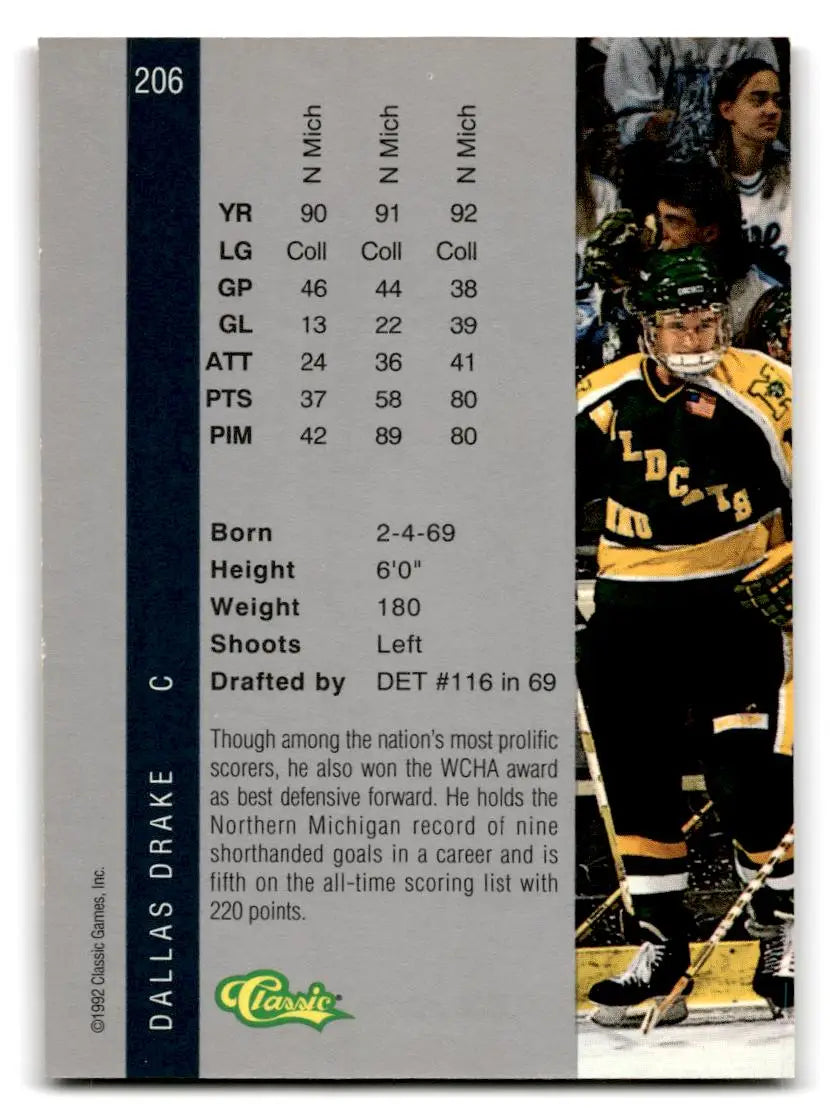 206
N Mich N Mich N Mich
YR 90 91 92
LG Coll Coll Coll
GP 46 44 38
GL 13 22 39
ATT 24 36 41
PTS 37 58 80
PIM 42 89 80
Born 2-4-69
Height 6'0"
Weight 180
Shoots Left
Drafted by DET #116 in 69
Though among the nation's most prolific
scorers, he also won the WCHA award
as best defensive forward. He holds the
Northern Michigan record of nine
shorthanded goals in a career and is
fifth on the all-time scoring list with
220 points.
Classic
DALLAS DRAKE C
©1992 Classic Games, Inc.
WILDCATS
NMU